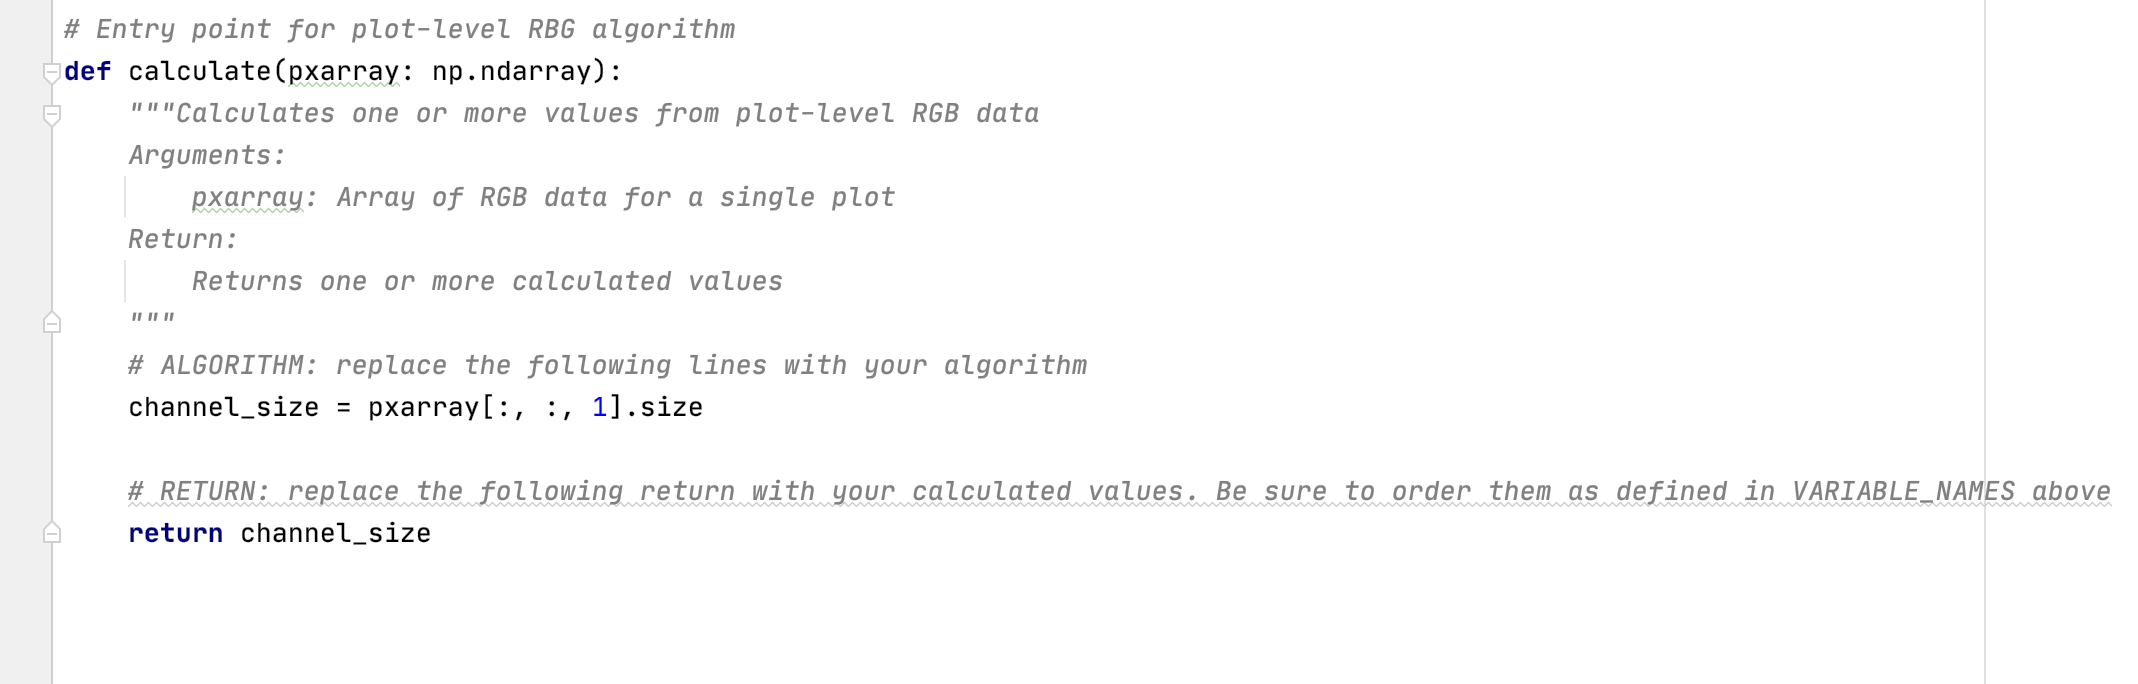 # Entry point for plot-level RBG algorithm
def calculate(pxarray: np.ndarray):
    """Calculates one or more values from plot-level RGB data
    Arguments:
        pxarray: Array of RGB data for a single plot
    Return:
        Returns one or more calculated values
    """
    # ALGORITHM: replace the following lines with your algorithm
    channel_size = pxarray[:, :, 1].size

    # RETURN: replace the following return with your calculated values. Be sure to order them as defined in VARIABLE_NAMES above
    return channel_size